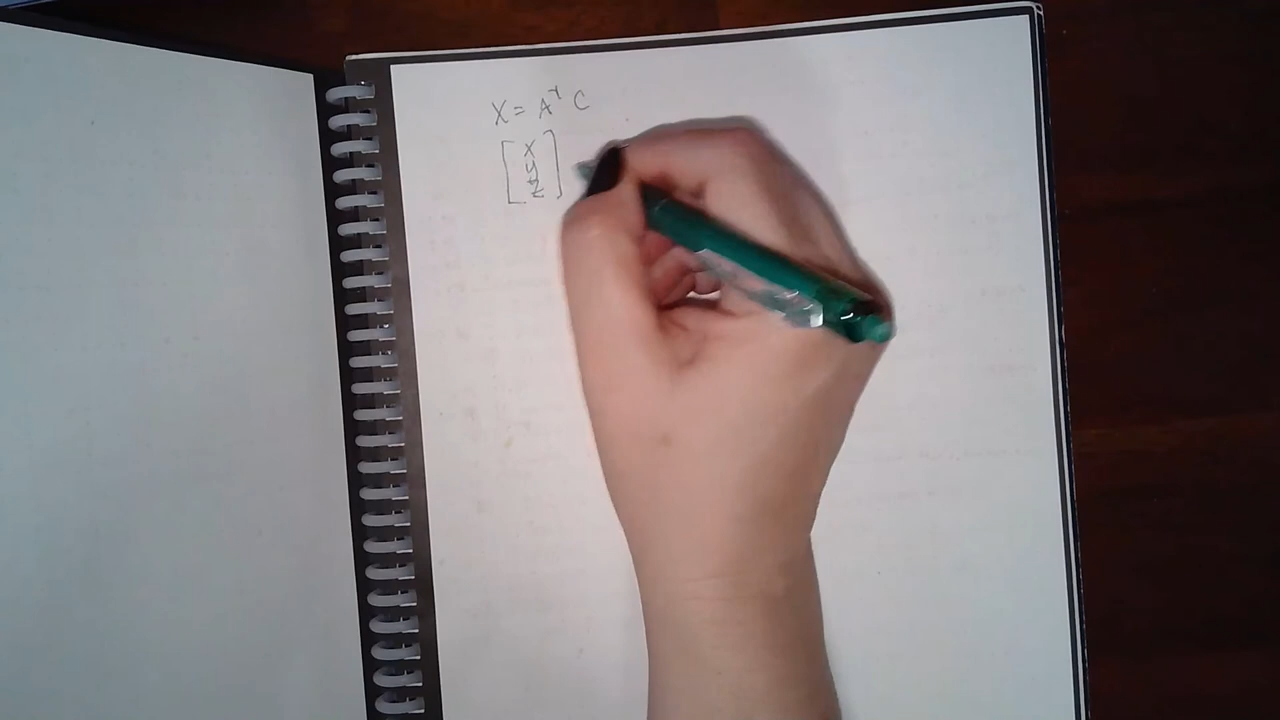 X = A⁻¹ C
[x
y
z]